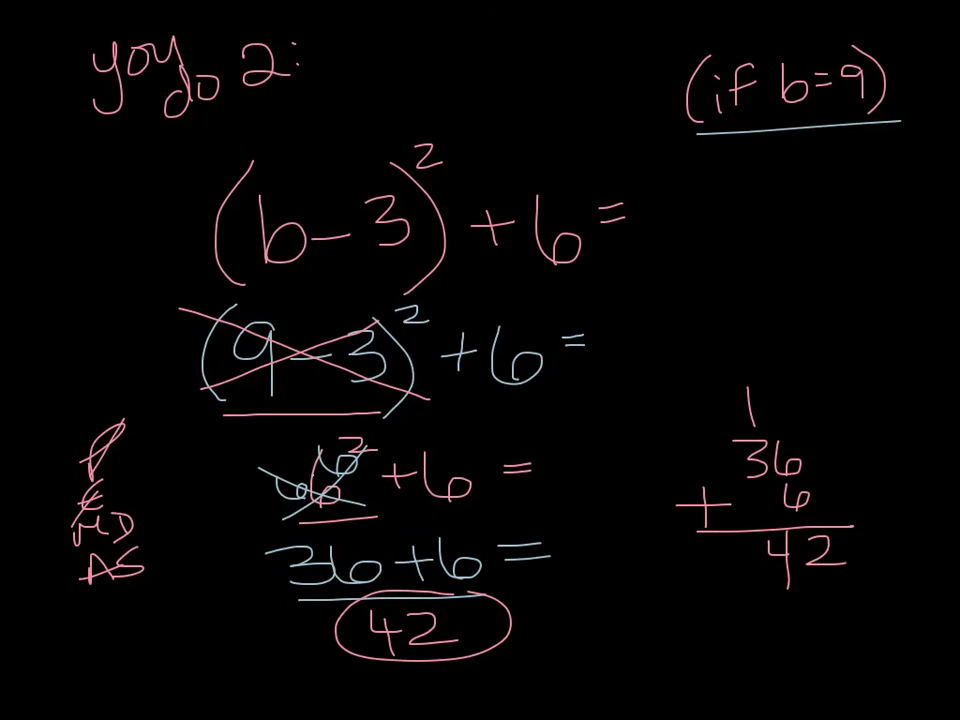 you do 2:
(if b=9)
(b-3)² +6=
(9-3)² +6=
P
E
MD
AS
6² +6 =
36+6=
42
1
36
+ 6
42